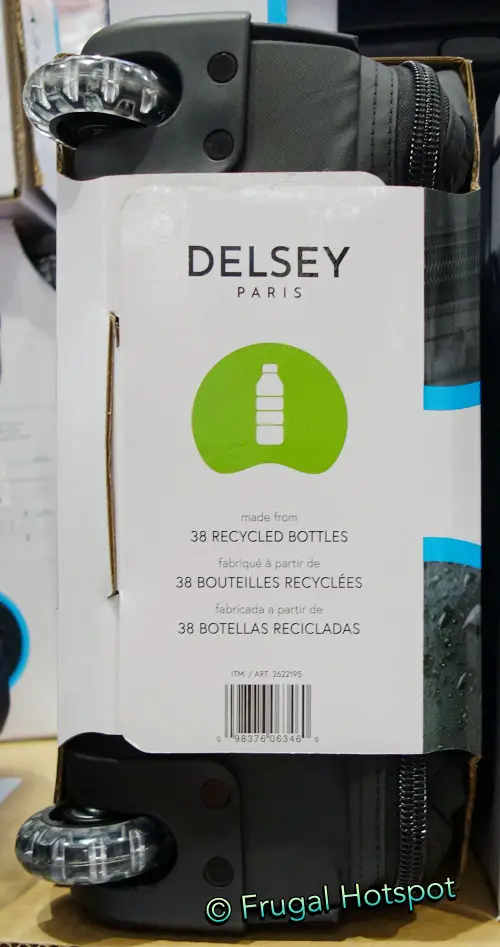 DELSEY
PARIS
made from
38 RECYCLED BOTTLES
fabriqué à partir de
38 BOUTEILLES RECYCLÉES
fabricada a partir de
38 BOTELLAS RECICLADAS
ITM. / ART. 2622195
0 98376 06346 0
© Frugal Hotspot